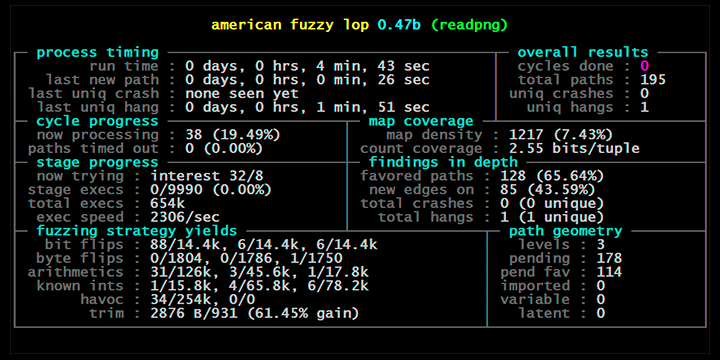 american fuzzy lop 0.47b (readpng)
process timing
run time : 0 days, 0 hrs, 4 min, 43 sec
last new path : 0 days, 0 hrs, 0 min, 26 sec
last uniq crash : none seen yet
last uniq hang : 0 days, 0 hrs, 1 min, 51 sec
overall results
cycles done : 0
total paths : 195
uniq crashes : 0
uniq hangs : 1
cycle progress
now processing : 38 (19.49%)
paths timed out : 0 (0.00%)
map coverage
map density : 1217 (7.43%)
count coverage : 2.55 bits/tuple
stage progress
now trying : interest 32/8
stage execs : 0/9990 (0.00%)
total execs : 654k
exec speed : 2306/sec
findings in depth
favored paths : 128 (65.64%)
new edges on : 85 (43.59%)
total crashes : 0 (0 unique)
total hangs : 1 (1 unique)
fuzzing strategy yields
bit flips : 88/14.4k, 6/14.4k, 6/14.4k
byte flips : 0/1804, 0/1786, 1/1750
arithmetics : 31/126k, 3/45.6k, 1/17.8k
known ints : 1/15.8k, 4/65.8k, 6/78.2k
havoc : 34/254k, 0/0
trim : 2876 B/931 (61.45% gain)
path geometry
levels : 3
pending : 178
pend fav : 114
imported : 0
variable : 0
latent : 0